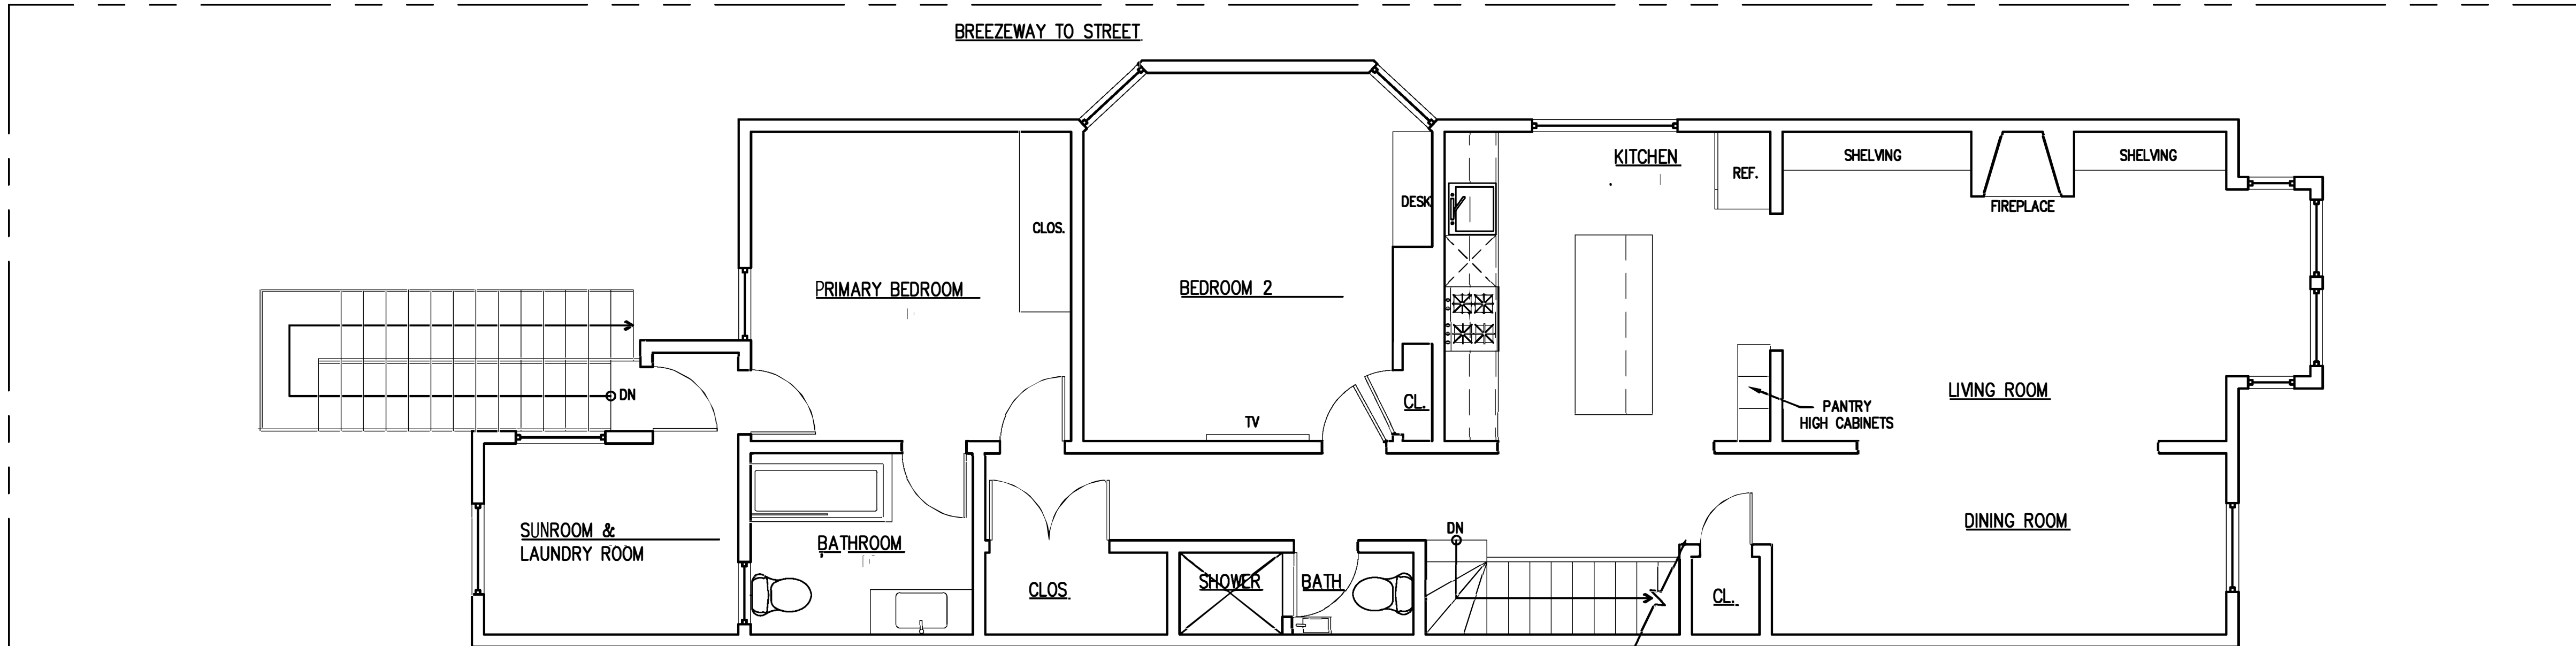 BREEZEWAY TO STREET
KITCHEN
SHELVING
SHELVING
REF.
DESK
FIREPLACE
CLOS.
PRIMARY BEDROOM
BEDROOM 2
DN
CL.
LIVING ROOM
PANTRY
HIGH CABINETS
TV
SUNROOM &
LAUNDRY ROOM
BATHROOM
DN
DINING ROOM
CLOS
SHOWER
BATH
CL.